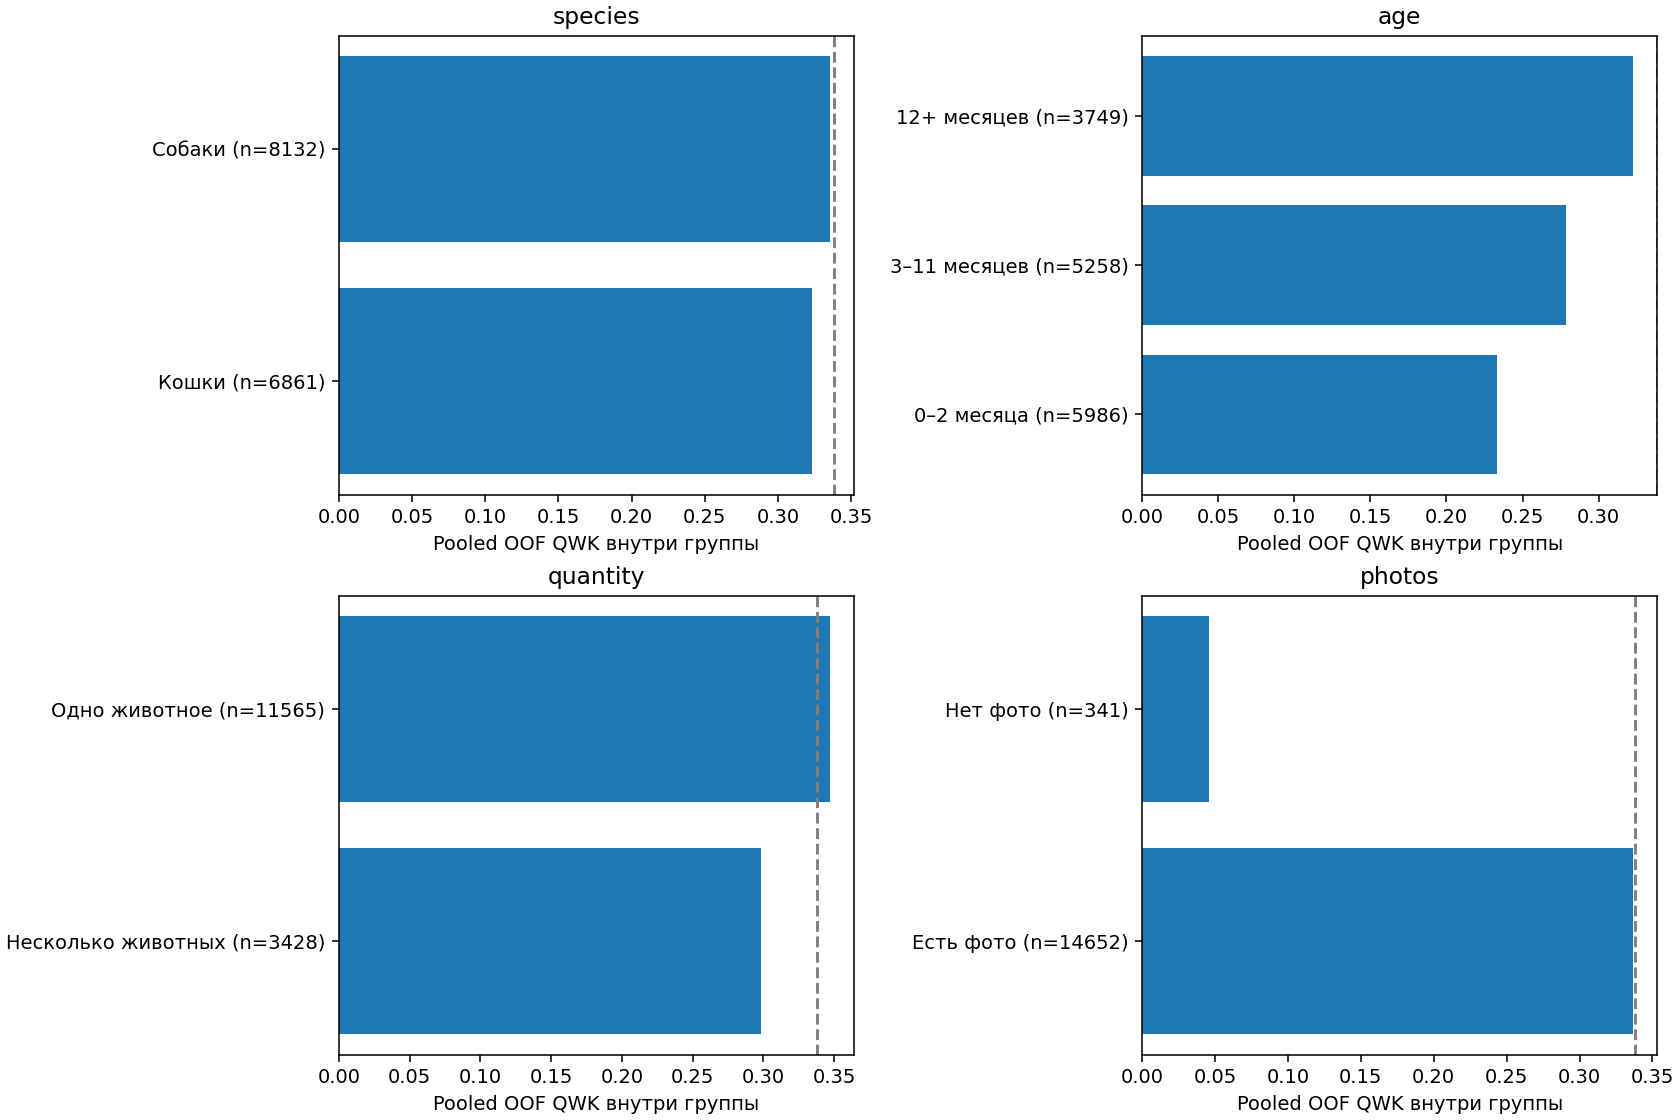 species
Собаки (n=8132)
Кошки (n=6861)
0.00 0.05 0.10 0.15 0.20 0.25 0.30 0.35
Pooled OOF QWK внутри группы
age
12+ месяцев (n=3749)
3–11 месяцев (n=5258)
0–2 месяца (n=5986)
0.00 0.05 0.10 0.15 0.20 0.25 0.30
Pooled OOF QWK внутри группы
quantity
Одно животное (n=11565)
Несколько животных (n=3428)
0.00 0.05 0.10 0.15 0.20 0.25 0.30 0.35
Pooled OOF QWK внутри группы
photos
Нет фото (n=341)
Есть фото (n=14652)
0.00 0.05 0.10 0.15 0.20 0.25 0.30 0.35
Pooled OOF QWK внутри группы